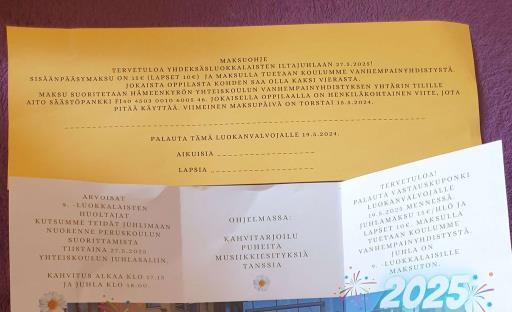 MAKSUOHJE
TERVETULOA YHDEKSÄSLUOKKALAISTEN ILTAJUHLAAN 27.5.2025!
SISÄÄNPÄÄSYMAKSU ON 15€ (LAPSET 10€) JA MAKSULLA TUETAAN KOULUMME VANHEMPAINYHDISTYSTÄ.
JOKAISTA OPPILASTA KOHDEN SAA OLLA KAKSI VIERASTA.
MAKSU SUORITETAAN HÄMEENKYRÖN YHTEISKOULUN VANHEMPAINYHDISTYKSEN YHTÄRIN TILILLE
AITO SÄÄSTÖPANKKI FI40 4503 0010 4005 46. JOKAISELLA OPPILAALLA ON HENKILÄKOHTAINEN VIITE, JOTA
PITÄÄ KÄYTTÄÄ. VIIMEINEN MAKSUPÄIVÄ ON TORSTAI 15.5.2024.
PALAUTA TÄMÄ LUOKANVALVOJALLE 19.5.2024.
AIKUISIA
LAPSIA
ARVOISAT
9. -LUOKKALAISTEN
HUOLTAJAT
KUTSUMME TEIDÄT JUHLIMAAN
NUORENNE PERUSKOULUN
SUORITTAMISTA
TIISTAINA 27.5.2025
YHTEISKOULUN JUHLASALIIN.
KAHVITUS ALKAA KLO 17.15
JA JUHLA KLO 18.00.
OHJELMASSA:
KAHVITARJOILU
PUHEITA
MUSIIKKIESITYKSIÄ
TANSSIA
TERVETULOA!
PALAUTA VASTAUSKUPONKI
LUOKANVALVOJALLE
19.5.2025 MENNESSÄ.
JUHLAMAKSU 15€/HLÖ JA
LAPSET 10€. MAKSULLA
TUETAAN KOULUMME
VANHEMPAINYHDISTYSTÄ.
JUHLA ON
9. -LUOKKALAISILLE
MAKSUTON.
2025